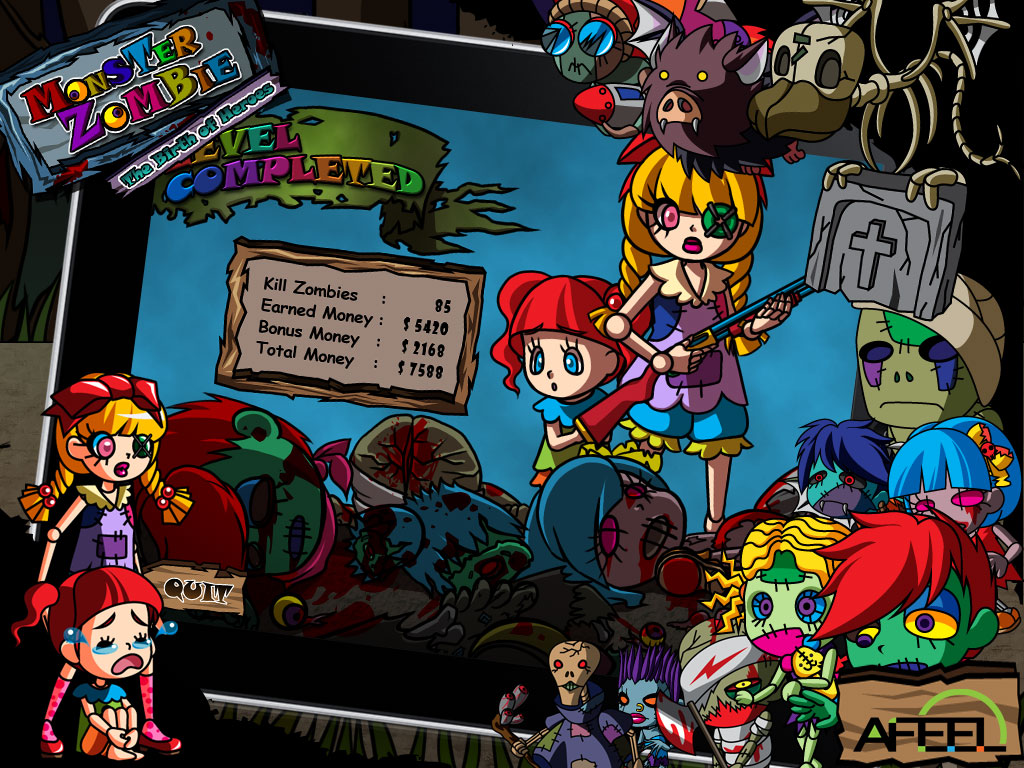 MONSTER
ZOMBIE
The Birth of Heroes
LEVEL
COMPLETED
Kill Zombies : 85
Earned Money : $ 5420
Bonus Money : $ 2168
Total Money : $ 7588
QUIT
AFEEL